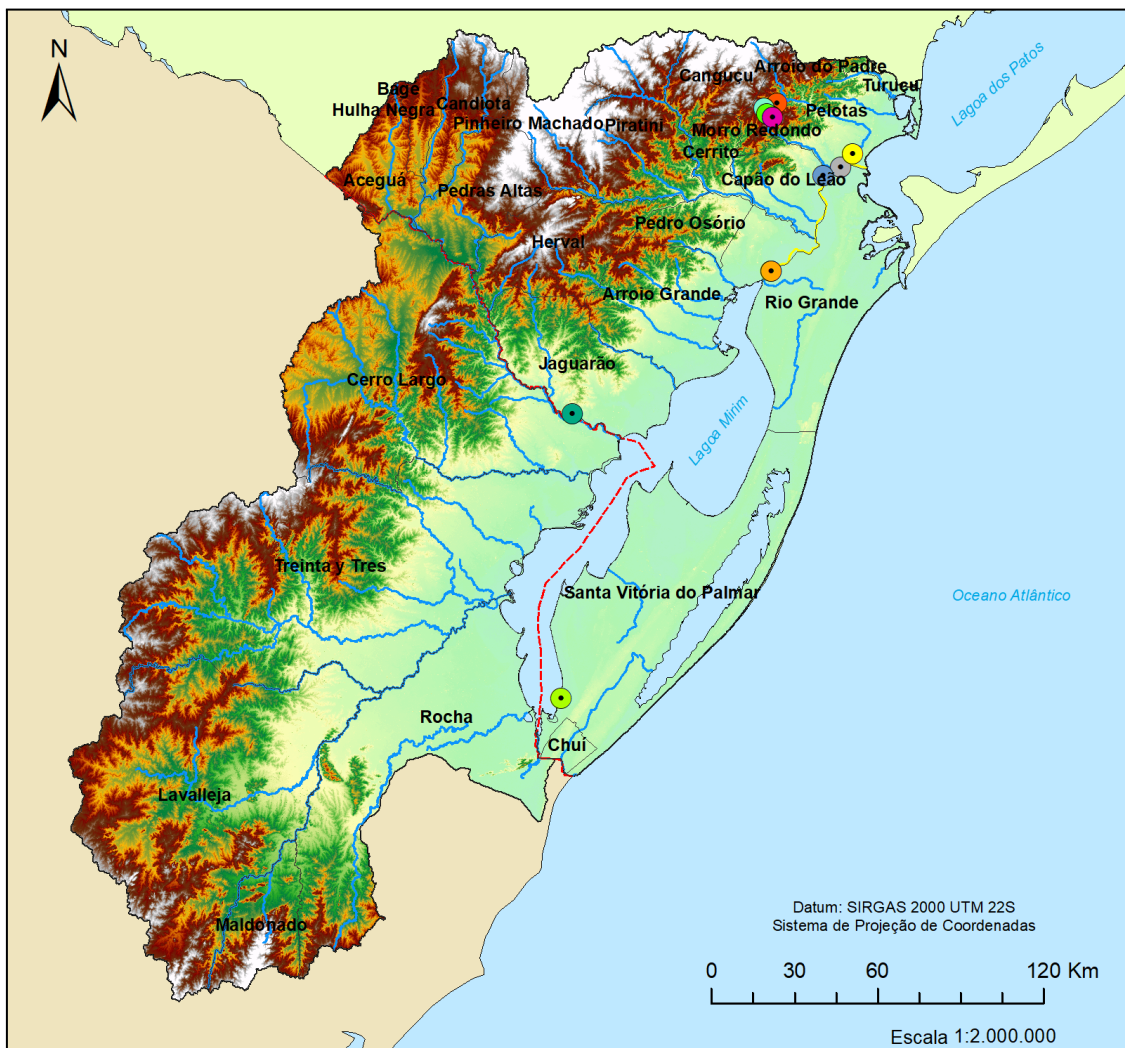 N
Lagoa dos Patos
Arroio do Padre
Canguçu
Turuçu
Bagé
Hulha Negra
Candiota
Pelotas
Pinheiro Machado
Piratini
Morro Redondo
Cerrito
Aceguá
Capão do Leão
Pedras Altas
Pedro Osório
Herval
Arroio Grande
Rio Grande
Jaguarão
Cerro Largo
Lagoa Mirim
Treinta y Tres
Santa Vitória do Palmar
Oceano Atlântico
Rocha
Chuí
Lavalleja
Maldonado
Datum: SIRGAS 2000 UTM 22S
Sistema de Projeção de Coordenadas
0 30 60 120 Km
Escala 1:2.000.000